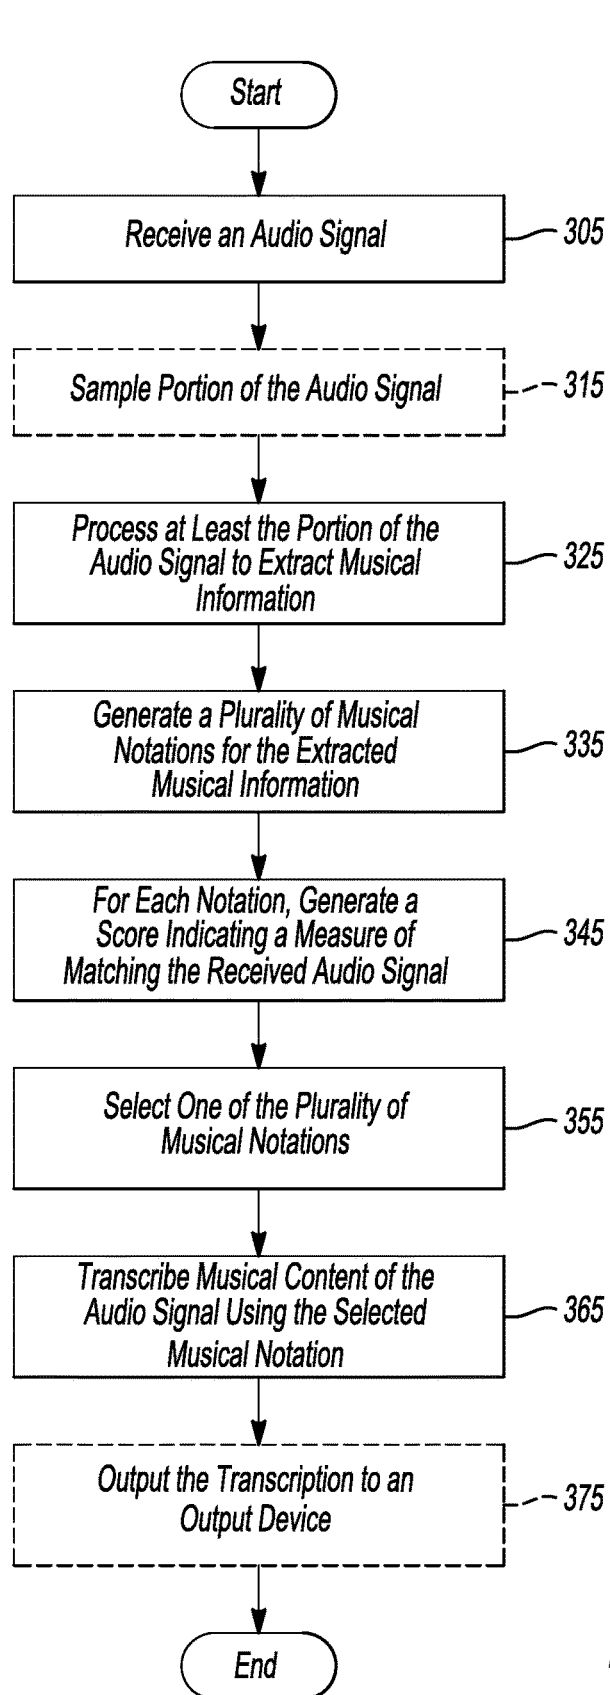 Start
Receive an Audio Signal
305
Sample Portion of the Audio Signal
315
Process at Least the Portion of the
Audio Signal to Extract Musical
Information
325
Generate a Plurality of Musical
Notations for the Extracted
Musical Information
335
For Each Notation, Generate a
Score Indicating a Measure of
Matching the Received Audio Signal
345
Select One of the Plurality of
Musical Notations
355
Transcribe Musical Content of the
Audio Signal Using the Selected
Musical Notation
365
Output the Transcription to an
Output Device
375
End